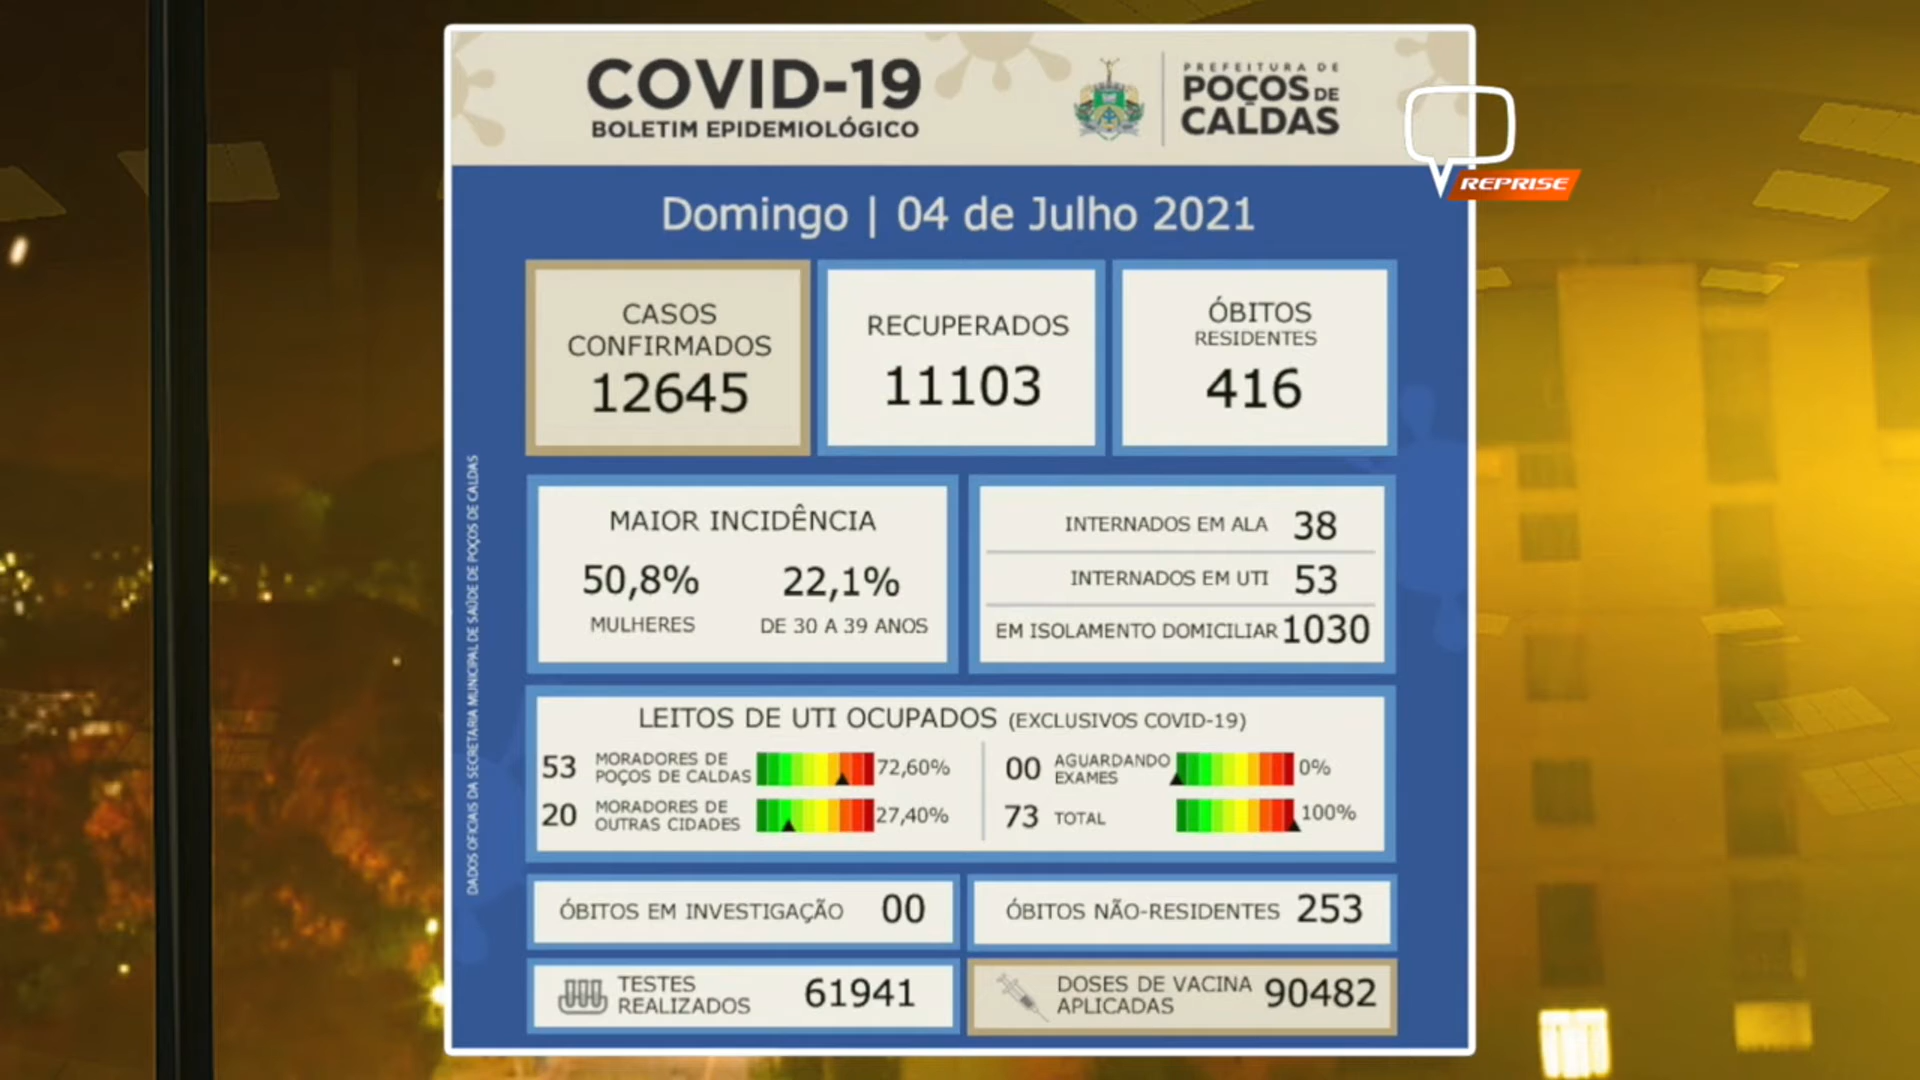 COVID-19
BOLETIM EPIDEMIOLÓGICO
PREFEITURA DE
POÇOS DE
CALDAS
REPRISE
Domingo | 04 de Julho 2021
CASOS
CONFIRMADOS
12645
RECUPERADOS
11103
ÓBITOS
RESIDENTES
416
MAIOR INCIDÊNCIA
50,8%
MULHERES
22,1%
DE 30 A 39 ANOS
INTERNADOS EM ALA 38
INTERNADOS EM UTI 53
EM ISOLAMENTO DOMICILIAR 1030
LEITOS DE UTI OCUPADOS (EXCLUSIVOS COVID-19)
53 MORADORES DE
POÇOS DE CALDAS 72,60%
20 MORADORES DE
OUTRAS CIDADES 27,40%
00 AGUARDANDO
EXAMES 0%
73 TOTAL 100%
ÓBITOS EM INVESTIGAÇÃO 00
ÓBITOS NÃO-RESIDENTES 253
TESTES
REALIZADOS 61941
DOSES DE VACINA
APLICADAS 90482
DADOS OFICIAIS DA SECRETARIA MUNICIPAL DE SAÚDE DE POÇOS DE CALDAS